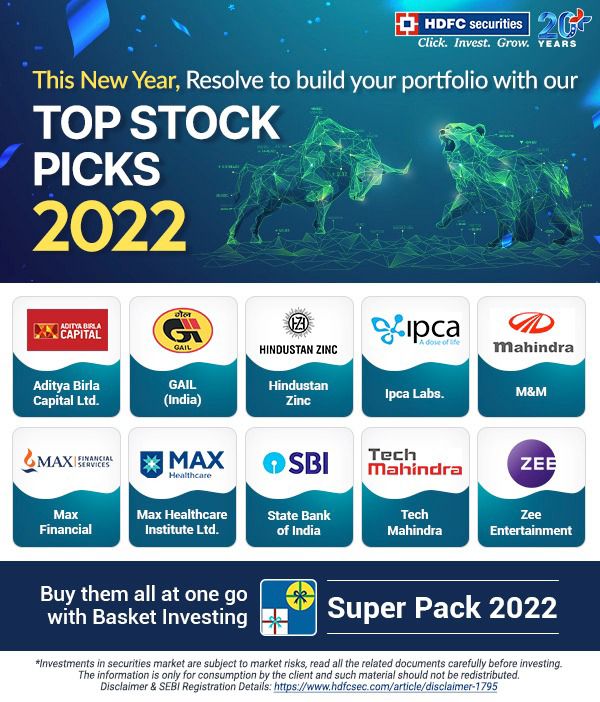 HDFC securities
Click. Invest. Grow.
20+
YEARS
This New Year, Resolve to build your portfolio with our
TOP STOCK
PICKS
2022
ADITYA BIRLA
CAPITAL
Aditya Birla
Capital Ltd.
गेल
GAIL
GAIL
(India)
HINDUSTAN ZINC
Hindustan
Zinc
ipca
A dose of life
Ipca Labs.
mahindra
M&M
MAX FINANCIAL
SERVICES
Max
Financial
MAX
Healthcare
Max Healthcare
Institute Ltd.
SBI
State Bank
of India
Tech
Mahindra
Tech
Mahindra
ZEE
Zee
Entertainment
Buy them all at one go
with Basket Investing
Super Pack 2022
*Investments in securities market are subject to market risks, read all the related documents carefully before investing.
The information is only for consumption by the client and such material should not be redistributed.
Disclaimer & SEBI Registration Details: https://www.hdfcsec.com/article/disclaimer-1795